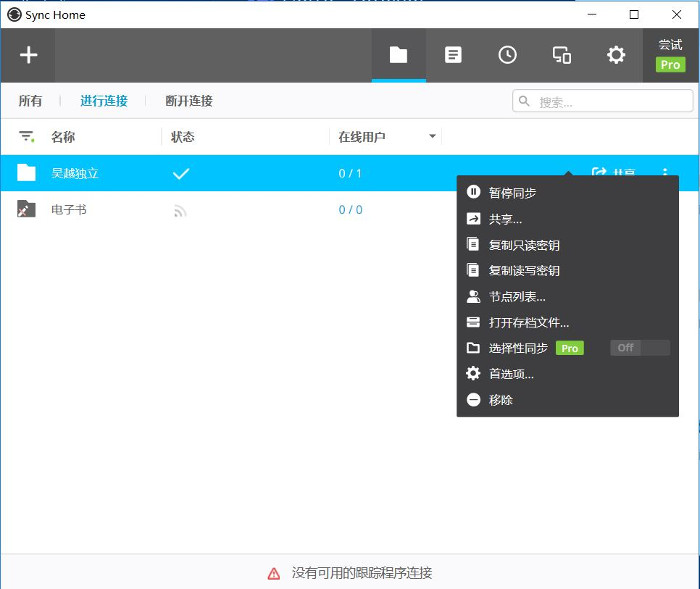 Sync Home
尝试
Pro
所有 进行连接 断开连接 搜索...
名称 状态 在线用户
吴越独立 0 / 1 共享
电子书 0 / 0
暂停同步
共享...
复制只读密钥
复制读写密钥
节点列表...
打开存档文件...
选择性同步 Pro Off
首选项...
移除
没有可用的跟踪程序连接